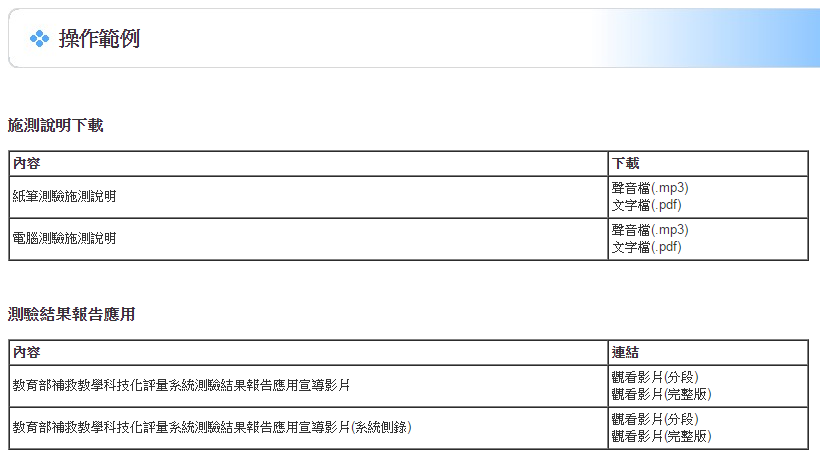 操作範例
施測說明下載
內容 下載
紙筆測驗施測說明 聲音檔(.mp3)
文字檔(.pdf)
電腦測驗施測說明 聲音檔(.mp3)
文字檔(.pdf)
測驗結果報告應用
內容 連結
教育部補救教學科技化評量系統測驗結果報告應用宣導影片 觀看影片(分段)
觀看影片(完整版)
教育部補救教學科技化評量系統測驗結果報告應用宣導影片(系統側錄) 觀看影片(分段)
觀看影片(完整版)